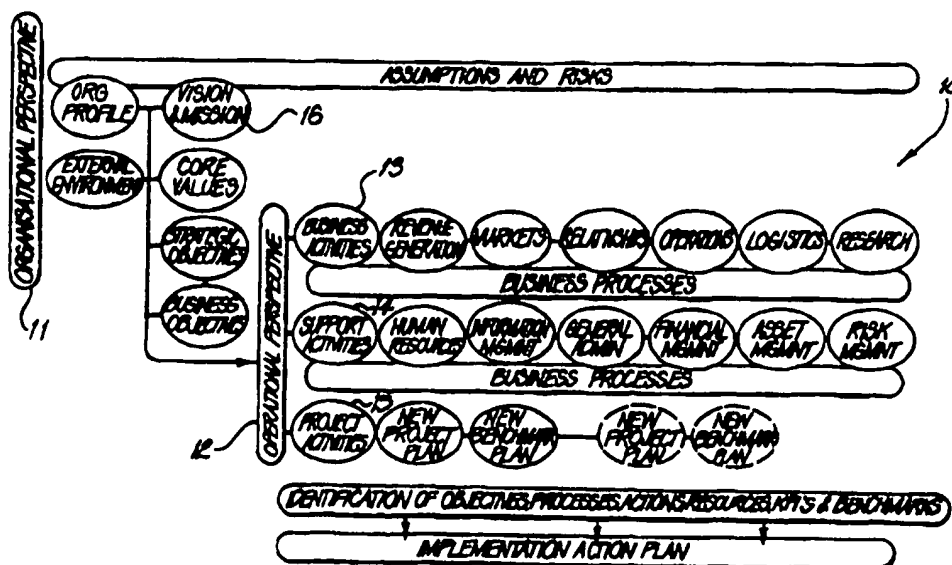 ORGANISATIONAL PERSPECTIVE
11
ASSUMPTIONS AND RISKS
ORG
PROFILE
VISION
& MISSION
16
EXTERNAL
ENVIRONMENT
CORE
VALUES
STRATEGIC
OBJECTIVES
BUSINESS
OBJECTIVES
OPERATIONAL PERSPECTIVE
12
13
BUSINESS
ACTIVITIES
REVENUE
GENERATION
MARKETS
RELATIONSHIPS
OPERATIONS
LOGISTICS
RESEARCH
BUSINESS PROCESSES
14
SUPPORT
ACTIVITIES
HUMAN
RESOURCES
INFORMATION
MGMNT
GENERAL
ADMIN
FINANCIAL
MGMNT
ASSET
MGMNT
RISK
MGMNT
BUSINESS PROCESSES
15
PROJECT
ACTIVITIES
NEW
PROJECT
PLAN
NEW
BENCHMARK
PLAN
NEW
PROJECT
PLAN
NEW
BENCHMARK
PLAN
IDENTIFICATION OF OBJECTIVES,PROCESSES,ACTIONS,RESOURCES,KPI'S & BENCHMARKS
IMPLEMENTATION ACTION PLAN